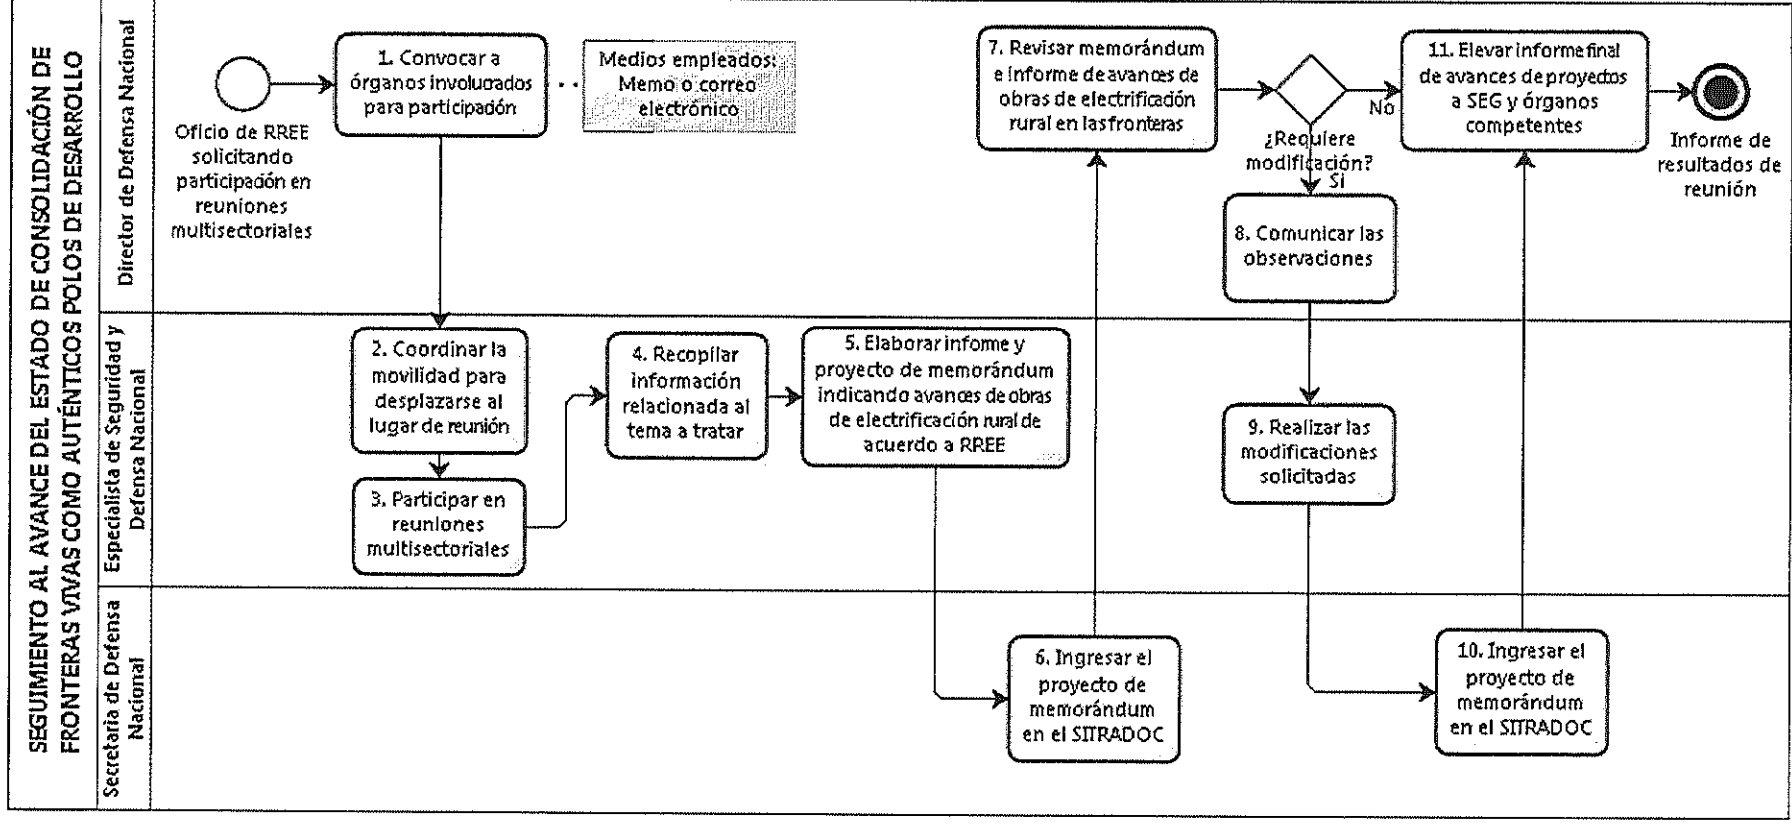 SEGUIMIENTO AL AVANCE DEL ESTADO DE CONSOLIDACIÓN DE
FRONTERAS VIVAS COMO AUTÉNTICOS POLOS DE DESARROLLO
Director de Defensa Nacional
Oficio de RREE
solicitando
participación en
reuniones
multisectoriales
1. Convocar a
órganos involucrados
para participación
Medios empleados:
Memo o correo
electrónico
7. Revisar memorándum
e informe de avances de
obras de electrificación
rural en las fronteras
¿Requiere
modificación?
No
Si
8. Comunicar las
observaciones
11. Elevar informe final
de avances de proyectos
a SEG y órganos
competentes
Informe de
resultados de
reunión
Especialista de Seguridad y
Defensa Nacional
2. Coordinar la
movilidad para
desplazarse al
lugar de reunión
3. Participar en
reuniones
multisectoriales
4. Recopilar
información
relacionada al
tema a tratar
5. Elaborar informe y
proyecto de memorándum
indicando avances de obras
de electrificación rural de
acuerdo a RREE
9. Realizar las
modificaciones
solicitadas
Secretaria de Defensa
Nacional
6. Ingresar el
proyecto de
memorándum
en el SITRADOC
10. Ingresar el
proyecto de
memorándum
en el SITRADOC